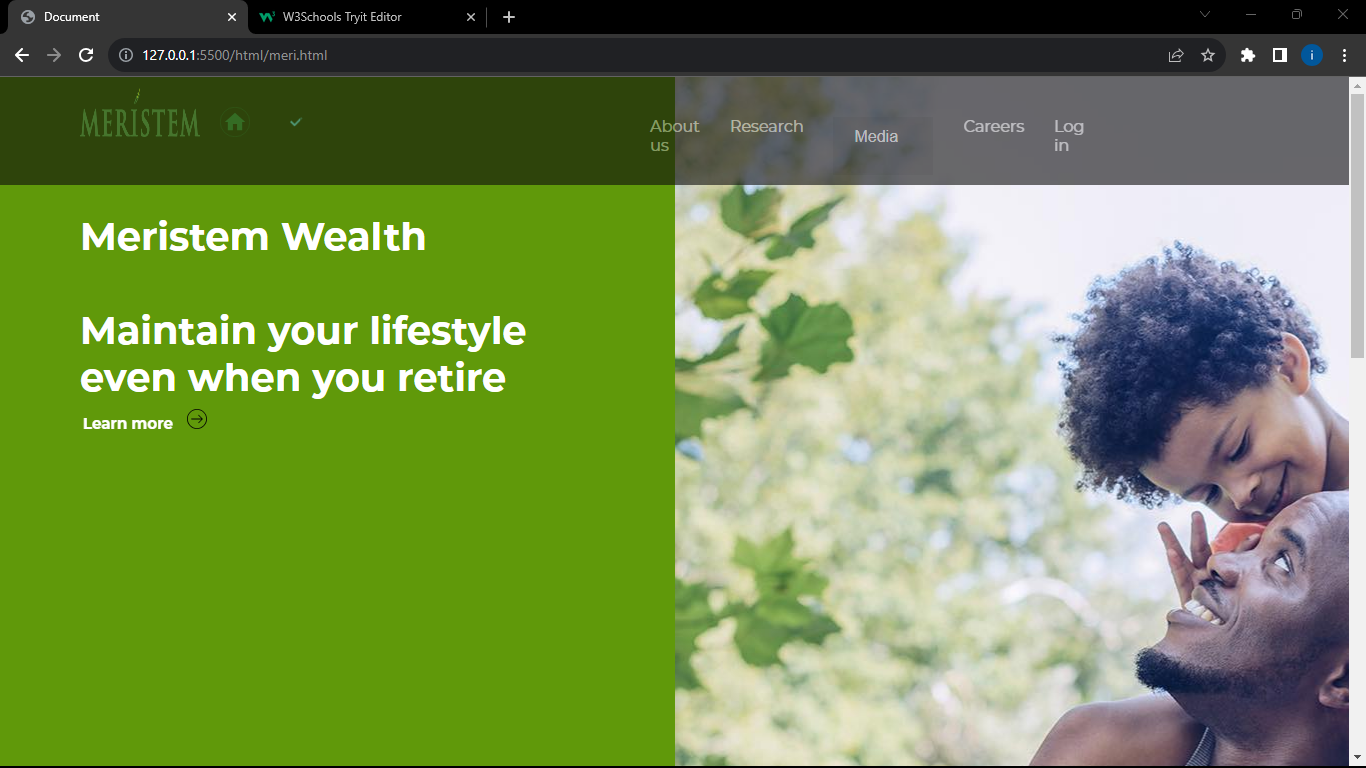 Document
W3Schools Tryit Editor
127.0.0.1:5500/html/meri.html
i
MERISTEM
About us
Research
Media
Careers
Log in
Meristem Wealth
Maintain your lifestyle
even when you retire
Learn more